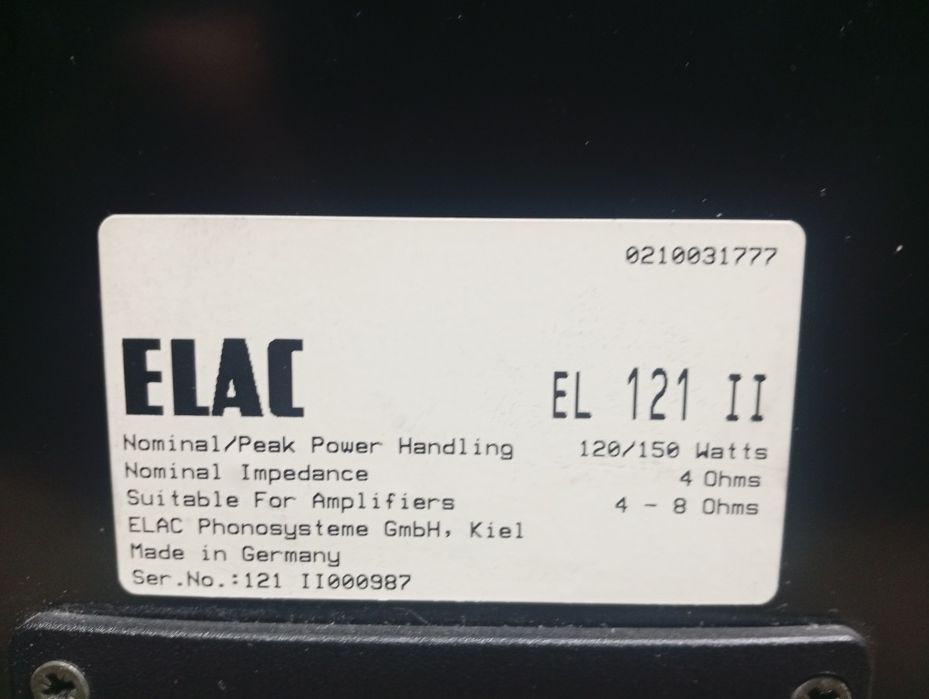 0210031777
ELAC EL 121 II
Nominal/Peak Power Handling 120/150 Watts
Nominal Impedance 4 Ohms
Suitable For Amplifiers 4 - 8 Ohms
ELAC Phonosysteme GmbH, Kiel
Made in Germany
Ser.No.:121 II000987